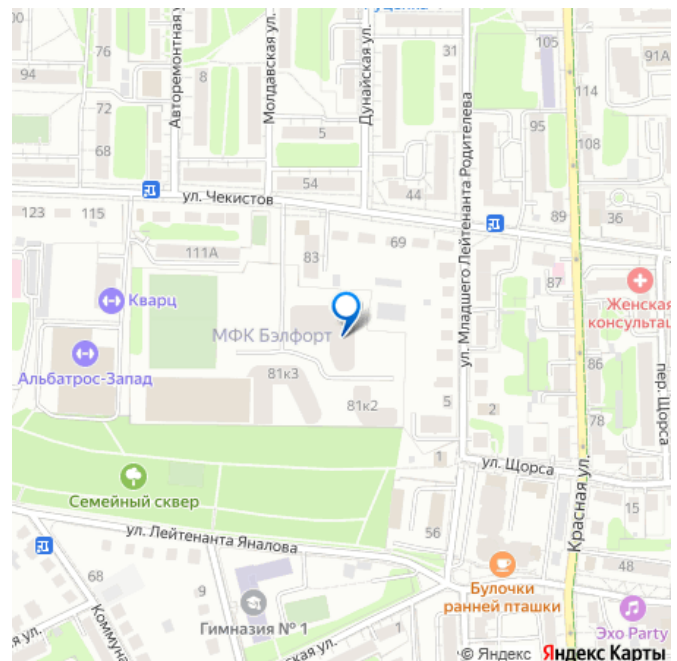 105
31
91А
76
94
8
114
Авторемонтная
Молдавская ул.
Дунайская ул.
72
5
95
108
68
54
44
ул. Чекистов
123
115
69
89
36
111А
83
87
Женская
консультац
Кварц
МФК Бэлфорт
ул. Младшего Лейтенанта Родителева
86
Альбатрос-Запад
81к3
81к2
5
2
78
пер. Щорса
1
ул. Щорса
Семейный сквер
15
Красная ул.
ул. Лейтенанта Яналова
56
48
68
9
Булочки
ранней пташки
Гимназия № 1
1
Эхо Party
Коммуна
я ул.
ская ул.
© Яндекс Яндекс Карты